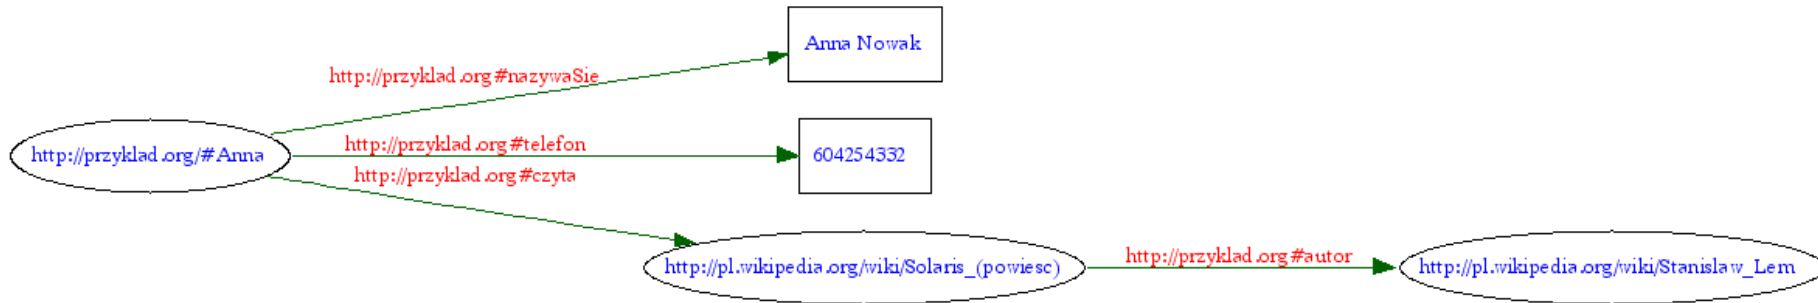 Anna Nowak
http://przyklad.org#nazywaSie
http://przyklad.org/#Anna
http://przyklad.org#telefon
604254332
http://przyklad.org#czyta
http://pl.wikipedia.org/wiki/Solaris_(powiesc)
http://przyklad.org#autor
http://pl.wikipedia.org/wiki/Stanislaw_Lem